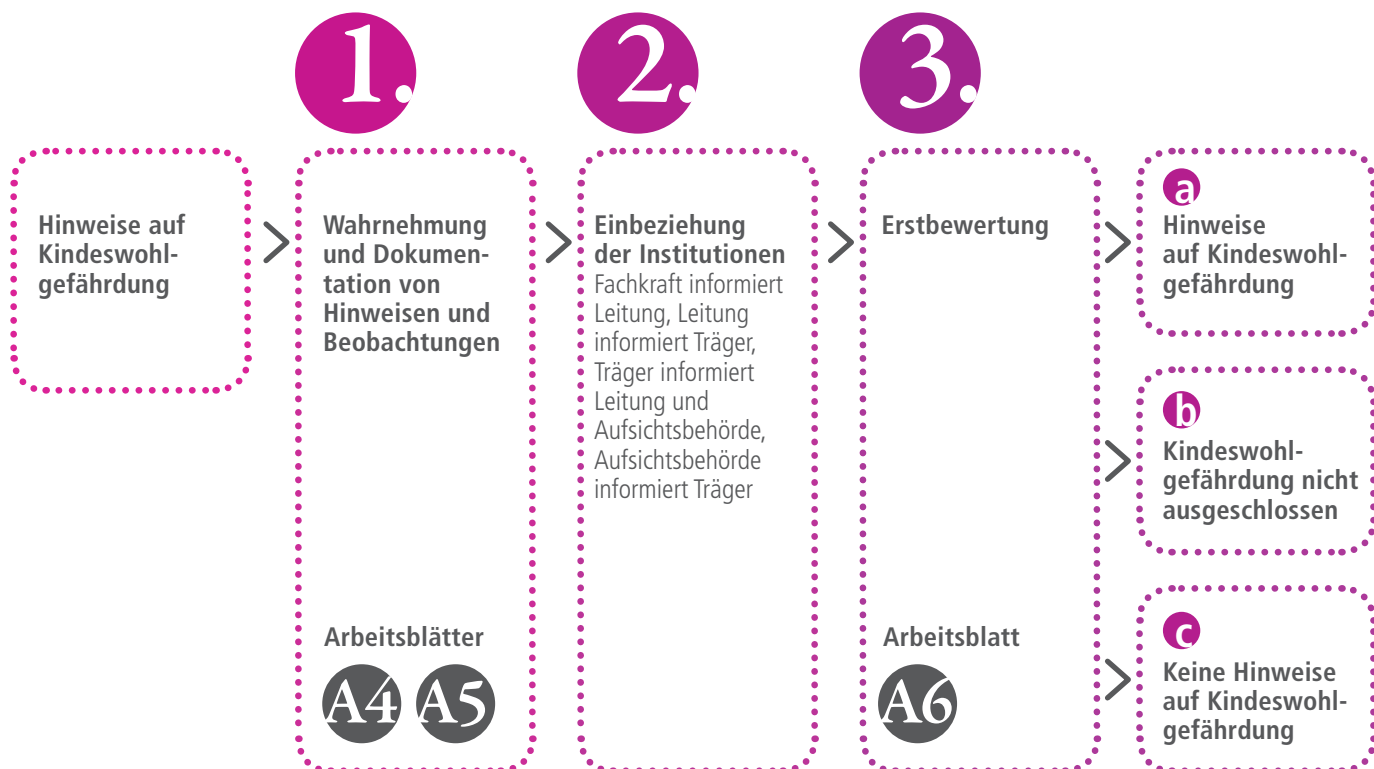 1.
2.
3.
Hinweise auf
Kindeswohl-
gefährdung
Wahrnehmung
und Dokumen-
tation von
Hinweisen und
Beobachtungen
Arbeitsblätter
A4 A5
Einbeziehung
der Institutionen
Fachkraft informiert
Leitung, Leitung
informiert Träger,
Träger informiert
Leitung und
Aufsichtsbehörde,
Aufsichtsbehörde
informiert Träger
Erstbewertung
Arbeitsblatt
A6
a
Hinweise
auf Kindeswohl-
gefährdung
b
Kindeswohl-
gefährdung nicht
ausgeschlossen
c
Keine Hinweise
auf Kindeswohl-
gefährdung